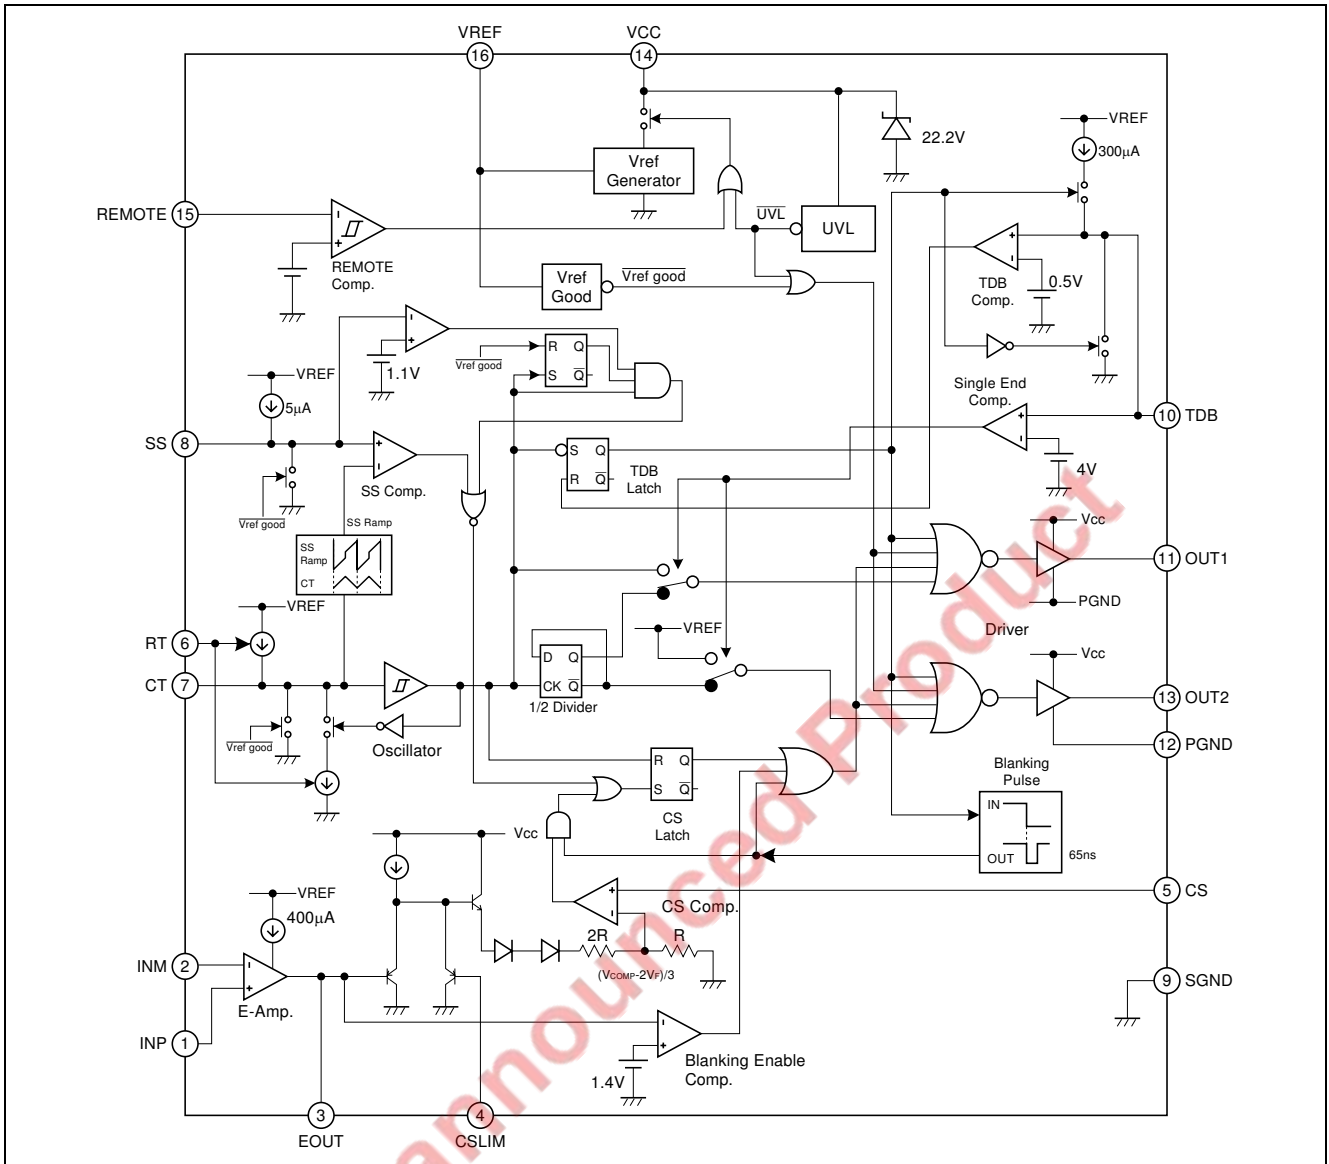 VREF
VCC
16
14
VREF
22.2V
300µA
Vref
Generator
REMOTE
15
UVL
UVL
REMOTE
Comp.
Vref
Good
Vref good
TDB
Comp.
0.5V
1.1V
Vref good
R Q
S Q
VREF
5µA
Single End
Comp.
SS
8
10
TDB
SS Comp.
S Q
R Q
TDB
Latch
4V
Vref good
SS Ramp
Vcc
SS
Ramp
CT
11
OUT1
PGND
VREF
VREF
Driver
RT
6
D Q
Vcc
CT
7
CK Q
1/2 Divider
13
OUT2
Vref good
Oscillator
12
PGND
R Q
S Q
CS
Latch
Blanking
Pulse
IN
OUT
65ns
Vcc
CS Comp.
5
CS
VREF
400µA
2R
R
INM
2
(VCOMP-2VF)/3
9
SGND
E-Amp.
INP
1
Blanking Enable
Comp.
1.4V
3
4
EOUT
CSLIM
announced Product